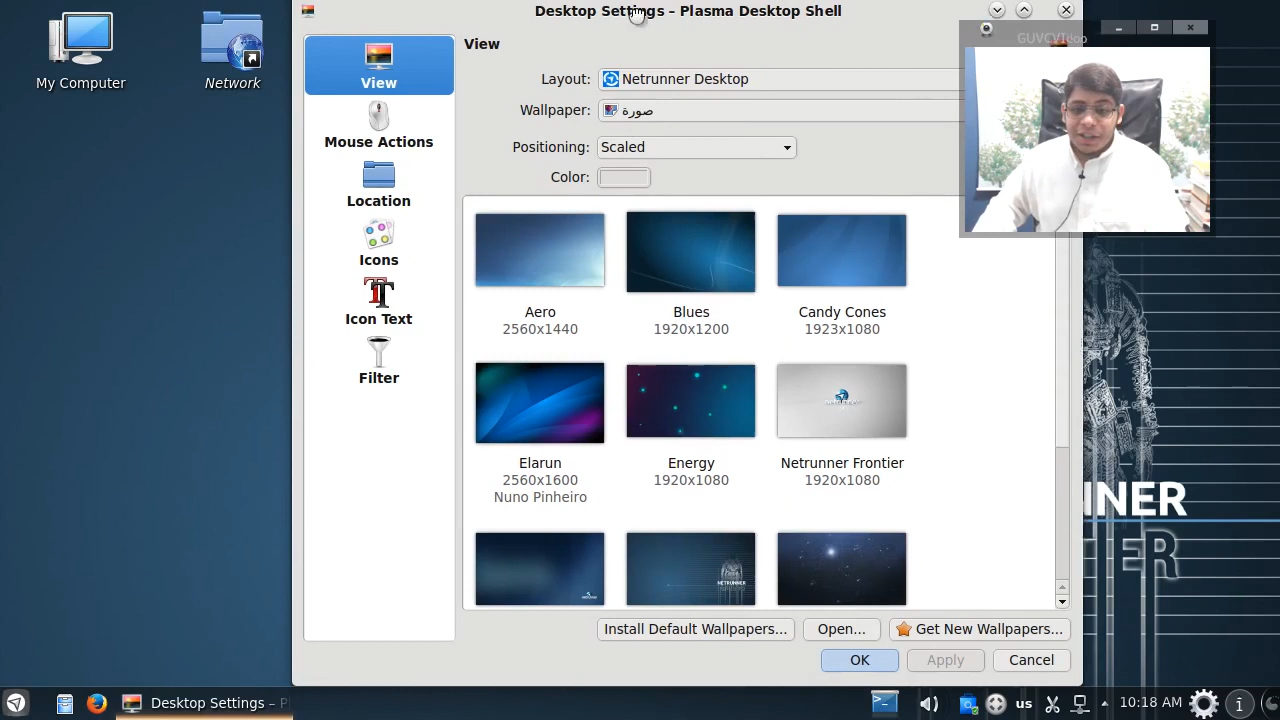 Desktop Settings – Plasma Desktop Shell
GUVCVideo
My Computer
Network
View
Mouse Actions
Location
Icons
Icon Text
Filter
View
Layout: Netrunner Desktop
Wallpaper: صورة
Positioning: Scaled
Color:
Aero
2560x1440
Blues
1920x1200
Candy Cones
1923x1080
Elarun
2560x1600
Nuno Pinheiro
Energy
1920x1080
Netrunner Frontier
1920x1080
NETRUNNER
Install Default Wallpapers...
Open...
Get New Wallpapers...
OK
Apply
Cancel
NNER
ER
Desktop Settings – P
us
10:18 AM